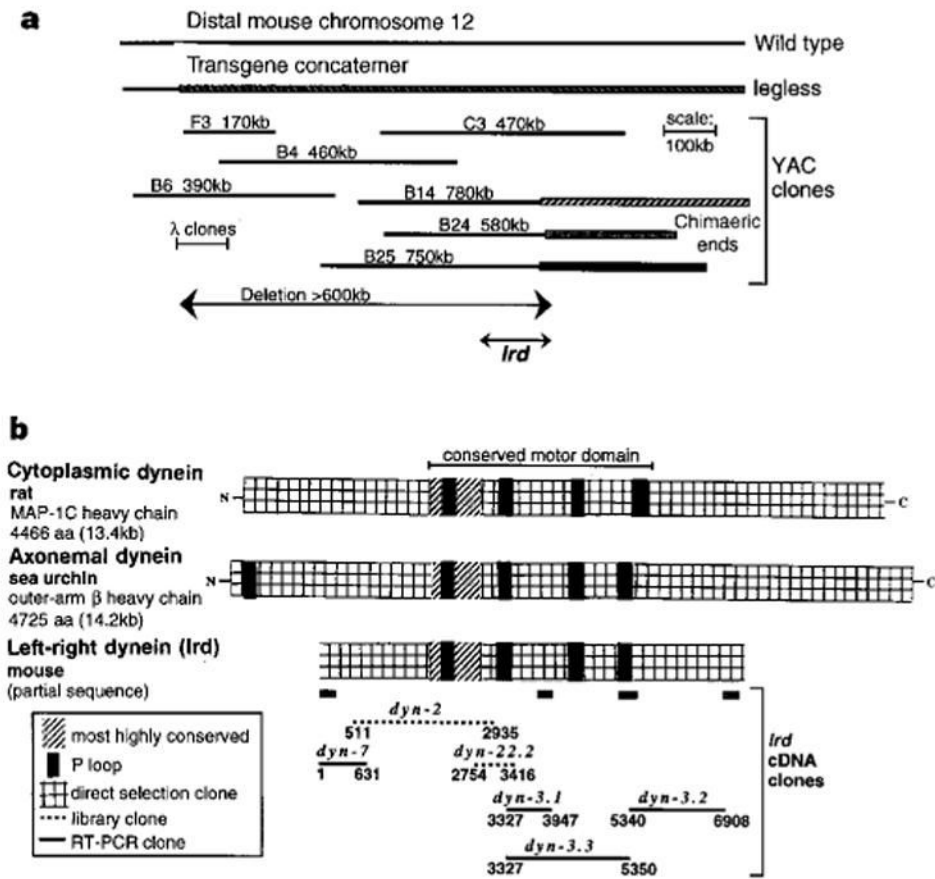 a
Distal mouse chromosome 12
Wild type
Transgene concatemer
legless
F3 170kb
C3 470kb
scale:
100kb
B4 460kb
YAC
clones
B6 390kb
B14 780kb
λ clones
B24 580kb
Chimaeric
ends
B25 750kb
Deletion >600kb
lrd
b
conserved motor domain
Cytoplasmic dynein
rat
MAP-1C heavy chain
4466 aa (13.4kb)
N
C
Axonemal dynein
sea urchin
outer-arm β heavy chain
4725 aa (14.2kb)
N
C
Left-right dynein (lrd)
mouse
(partial sequence)
most highly conserved
P loop
direct selection clone
library clone
RT-PCR clone
dyn-2
511 2935
dyn-7
1 631
dyn-22.2
2754 3416
dyn-3.1
3327 3947
dyn-3.2
5340 6908
dyn-3.3
3327 5350
lrd
cDNA
clones